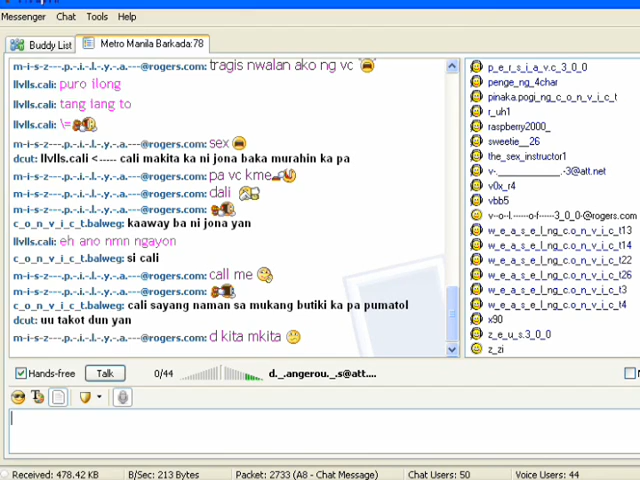 Messenger Chat Tools Help
Buddy List Metro Manila Barkada:78
m-i-s-z---p.-.i.-.l.-.y.-.a.---@rogers.com: tragis nwalan ako ng vc
llvlls.cali: puro ilong
llvlls.cali: tang iang to
llvlls.cali: \=
m-i-s-z---p.-.i.-.l.-.y.-.a.---@rogers.com: sex
dcut: llvlls.cali <----- cali makita ka ni jona baka murahin ka pa
m-i-s-z---p.-.i.-.l.-.y.-.a.---@rogers.com: pa vc kme
m-i-s-z---p.-.i.-.l.-.y.-.a.---@rogers.com: dali
m-i-s-z---p.-.i.-.l.-.y.-.a.---@rogers.com:
c_o_n_v_i_c_t.balweg: kaaway ba ni jona yan
llvlls.cali: eh ano nmn ngayon
c_o_n_v_i_c_t.balweg: si cali
m-i-s-z---p.-.i.-.l.-.y.-.a.---@rogers.com: call me
m-i-s-z---p.-.i.-.l.-.y.-.a.---@rogers.com:
c_o_n_v_i_c_t.balweg: cali sayang naman sa mukang butiki ka pa pumatol
dcut: uu takot dun yan
m-i-s-z---p.-.i.-.l.-.y.-.a.---@rogers.com: d kita mkita
p_e_r_s_i_a_v.c_3_0_0
penge_ng_4char
pinaka.pogi_ng_c_o_n_v_i_c_t
r_uh1
raspberry2000_
sweetie__26
the_sex_instructor1
v-.______________.-3@att.net
v0x_r4
vbb5
v---o--l.------o-f-----3_0_0-@rogers.com
w_e_a_s_e_l_ng_c.o_n_v_i_c_t13
w_e_a_s_e_l_ng_c.o_n_v_i_c_t14
w_e_a_s_e_l_ng_c.o_n_v_i_c_t22
w_e_a_s_e_l_ng_c.o_n_v_i_c_t26
w_e_a_s_e_l_ng_c.o_n_v_i_c_t3
w_e_a_s_e_l_ng_c.o_n_v_i_c_t4
x90
z_e_u_s.3_0_0
z_zi
Hands-free Talk 0/44 d._.angerou._.s@att....
Received: 478.42 KB B/Sec: 213 Bytes Packet: 2733 (A8 - Chat Message) Chat Users: 50 Voice Users: 44